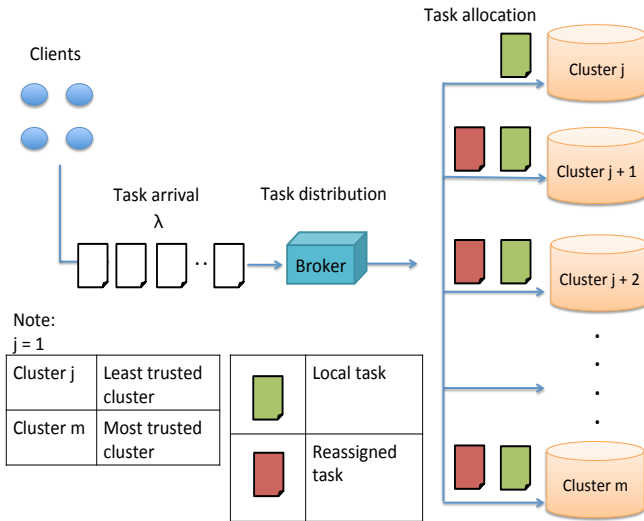 Task allocation
Clients
Cluster j
Cluster j + 1
Task arrival
λ
Task distribution
Broker
Cluster j + 2
Note:
j = 1
Cluster j
Least trusted
cluster
Cluster m
Most trusted
cluster
Local task
Reassigned
task
Cluster m